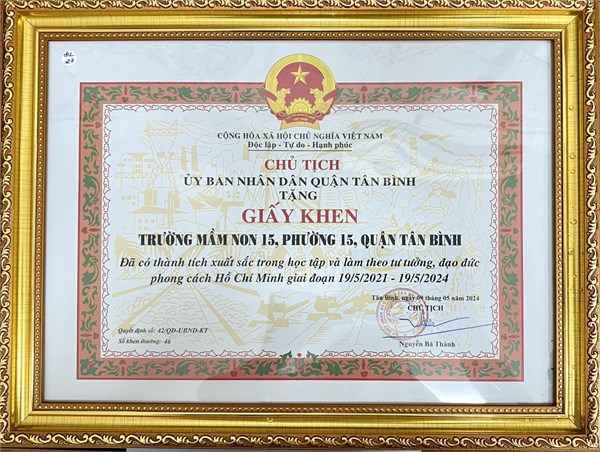 CỘNG HÒA XÃ HỘI CHỦ NGHĨA VIỆT NAM
Độc lập - Tự do - Hạnh phúc
CHỦ TỊCH
ỦY BAN NHÂN DÂN QUẬN TÂN BÌNH
TẶNG
GIẤY KHEN
TRƯỜNG MẦM NON 15, PHƯỜNG 15, QUẬN TÂN BÌNH
Đã có thành tích xuất sắc trong học tập và làm theo tư tưởng, đạo đức
phong cách Hồ Chí Minh giai đoạn 19/5/2021 - 19/5/2024
Tân Bình, ngày 09 tháng 05 năm 2024
CHỦ TỊCH
Quyết định số: 42/QĐ-UBND-KT
Số khen thưởng: 46
Nguyễn Bá Thành